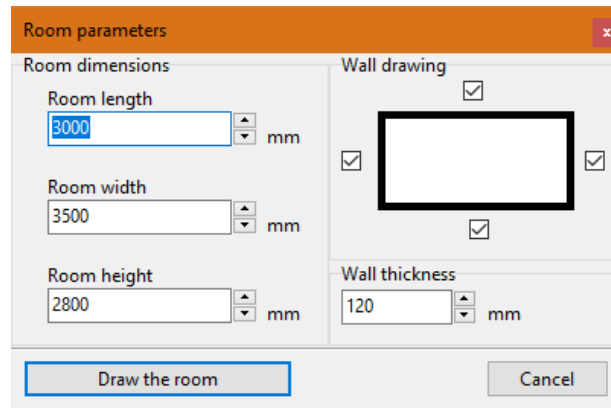 Room parameters
x
Room dimensions
Wall drawing
Room length
3000
mm
Room width
3500
mm
Room height
2800
mm
Wall thickness
120
mm
Draw the room
Cancel